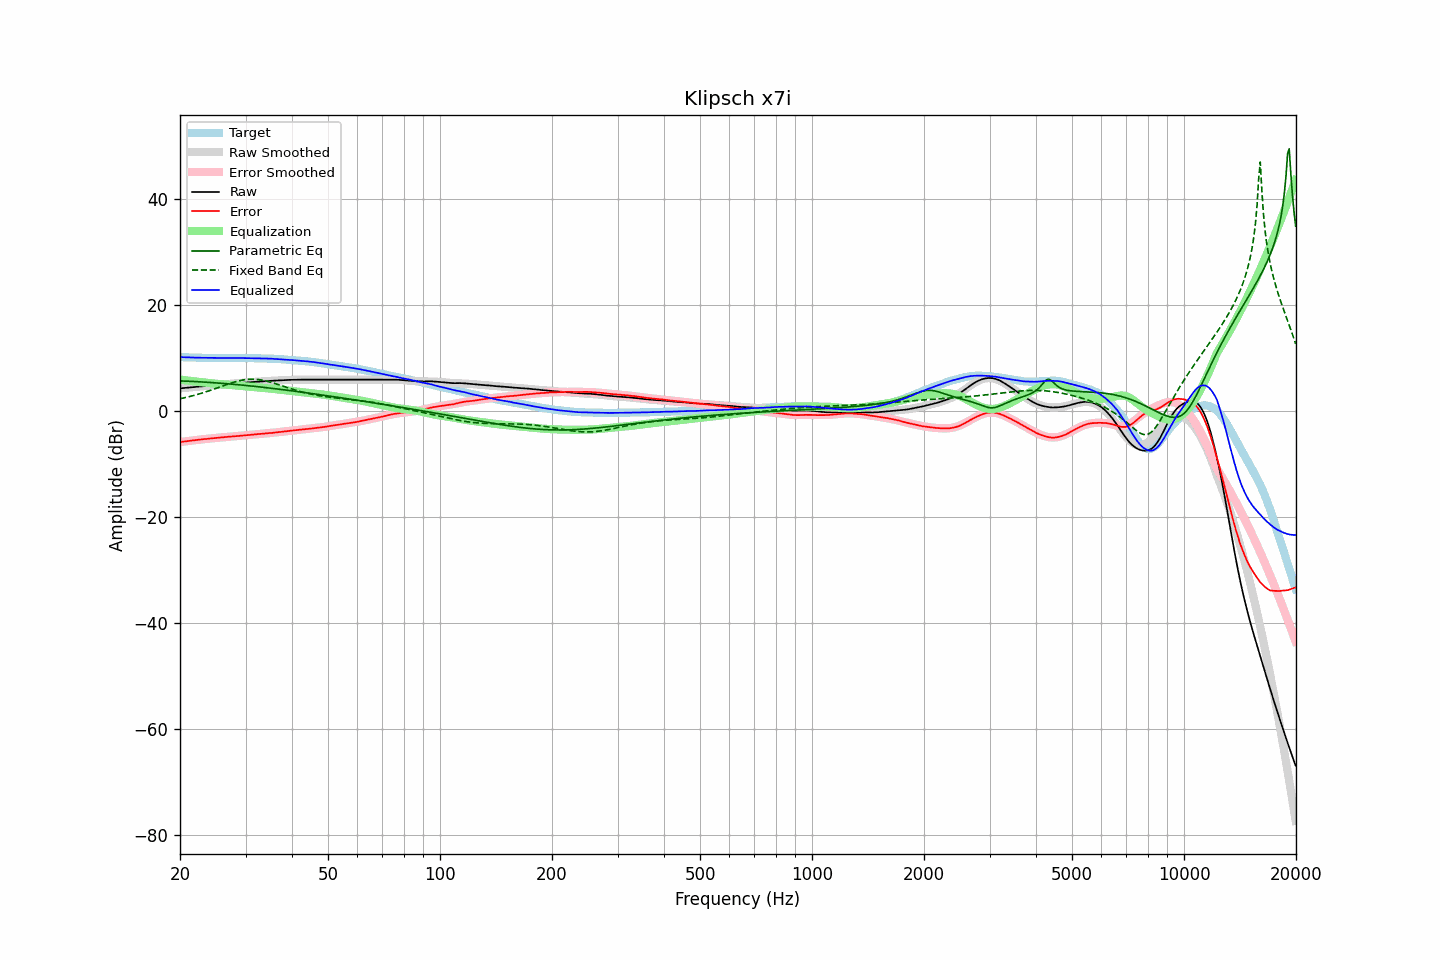 Klipsch x7i
Target
Raw Smoothed
Error Smoothed
Raw
Error
Equalization
Parametric Eq
Fixed Band Eq
Equalized
40
20
0
−20
−40
−60
−80
Amplitude (dBr)
20 50 100 200 500 1000 2000 5000 10000 20000
Frequency (Hz)